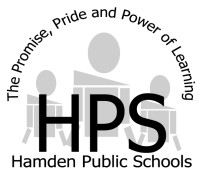 The Promise, Pride and Power of Learning
HPS
Hamden Public Schools